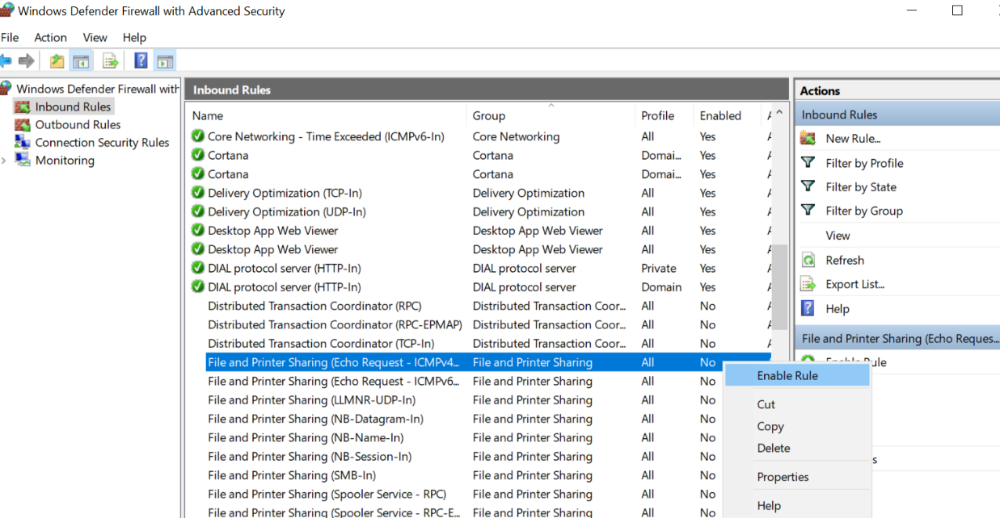 Windows Defender Firewall with Advanced Security
File Action View Help
Windows Defender Firewall with
Inbound Rules
Outbound Rules
Connection Security Rules
Monitoring
Inbound Rules
Name Group Profile Enabled
Core Networking - Time Exceeded (ICMPv6-In) Core Networking All Yes
Cortana Cortana Domai... Yes
Cortana Cortana Domai... Yes
Delivery Optimization (TCP-In) Delivery Optimization All Yes
Delivery Optimization (UDP-In) Delivery Optimization All Yes
Desktop App Web Viewer Desktop App Web Viewer All Yes
Desktop App Web Viewer Desktop App Web Viewer All Yes
DIAL protocol server (HTTP-In) DIAL protocol server Private Yes
DIAL protocol server (HTTP-In) DIAL protocol server Domain Yes
Distributed Transaction Coordinator (RPC) Distributed Transaction Coor... All No
Distributed Transaction Coordinator (RPC-EPMAP) Distributed Transaction Coor... All No
Distributed Transaction Coordinator (TCP-In) Distributed Transaction Coor... All No
File and Printer Sharing (Echo Request - ICMPv4... File and Printer Sharing All No
File and Printer Sharing (Echo Request - ICMPv6... File and Printer Sharing All No
File and Printer Sharing (LLMNR-UDP-In) File and Printer Sharing All No
File and Printer Sharing (NB-Datagram-In) File and Printer Sharing All No
File and Printer Sharing (NB-Name-In) File and Printer Sharing All No
File and Printer Sharing (NB-Session-In) File and Printer Sharing All No
File and Printer Sharing (SMB-In) File and Printer Sharing All No
File and Printer Sharing (Spooler Service - RPC) File and Printer Sharing All No
File and Printer Sharing (Spooler Service - RPC-E... File and Printer Sharing All No
Enable Rule
Cut
Copy
Delete
Properties
Help
Actions
Inbound Rules
New Rule...
Filter by Profile
Filter by State
Filter by Group
View
Refresh
Export List...
Help
File and Printer Sharing (Echo Reques...